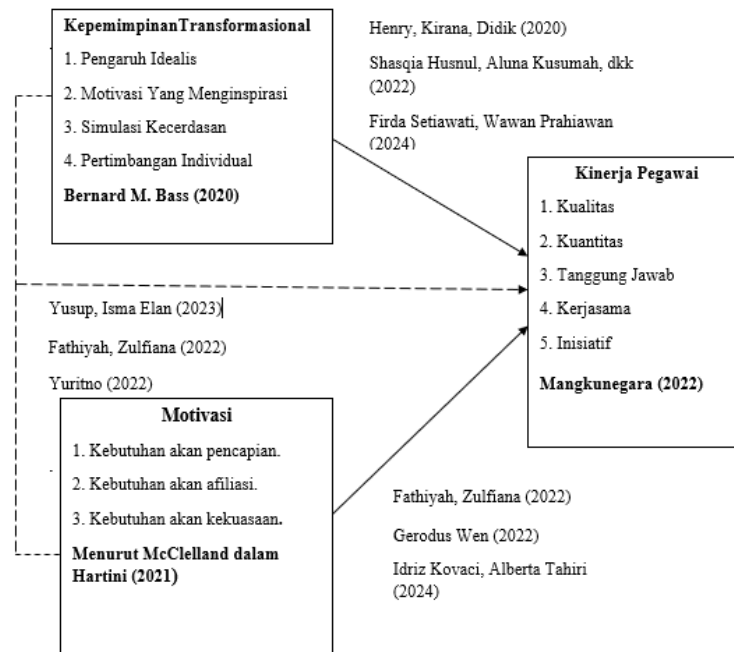 KepemimpinanTransformasional
1. Pengaruh Idealis
2. Motivasi Yang Menginspirasi
3. Simulasi Kecerdasan
4. Pertimbangan Individual
Bernard M. Bass (2020)
Henry, Kirana, Didik (2020)
Shasqia Husnul, Aluna Kusumah, dkk
(2022)
Firda Setiawati, Wawan Prahiawan
(2024)
Kinerja Pegawai
1. Kualitas
2. Kuantitas
3. Tanggung Jawab
4. Kerjasama
5. Inisiatif
Mangkunegara (2022)
Yusup, Isma Elan (2023)
Fathiyah, Zulfiana (2022)
Yuritno (2022)
Motivasi
1. Kebutuhan akan pencapian.
2. Kebutuhan akan afiliasi.
3. Kebutuhan akan kekuasaan.
Menurut McClelland dalam
Hartini (2021)
Fathiyah, Zulfiana (2022)
Gerodus Wen (2022)
Idriz Kovaci, Alberta Tahiri
(2024)